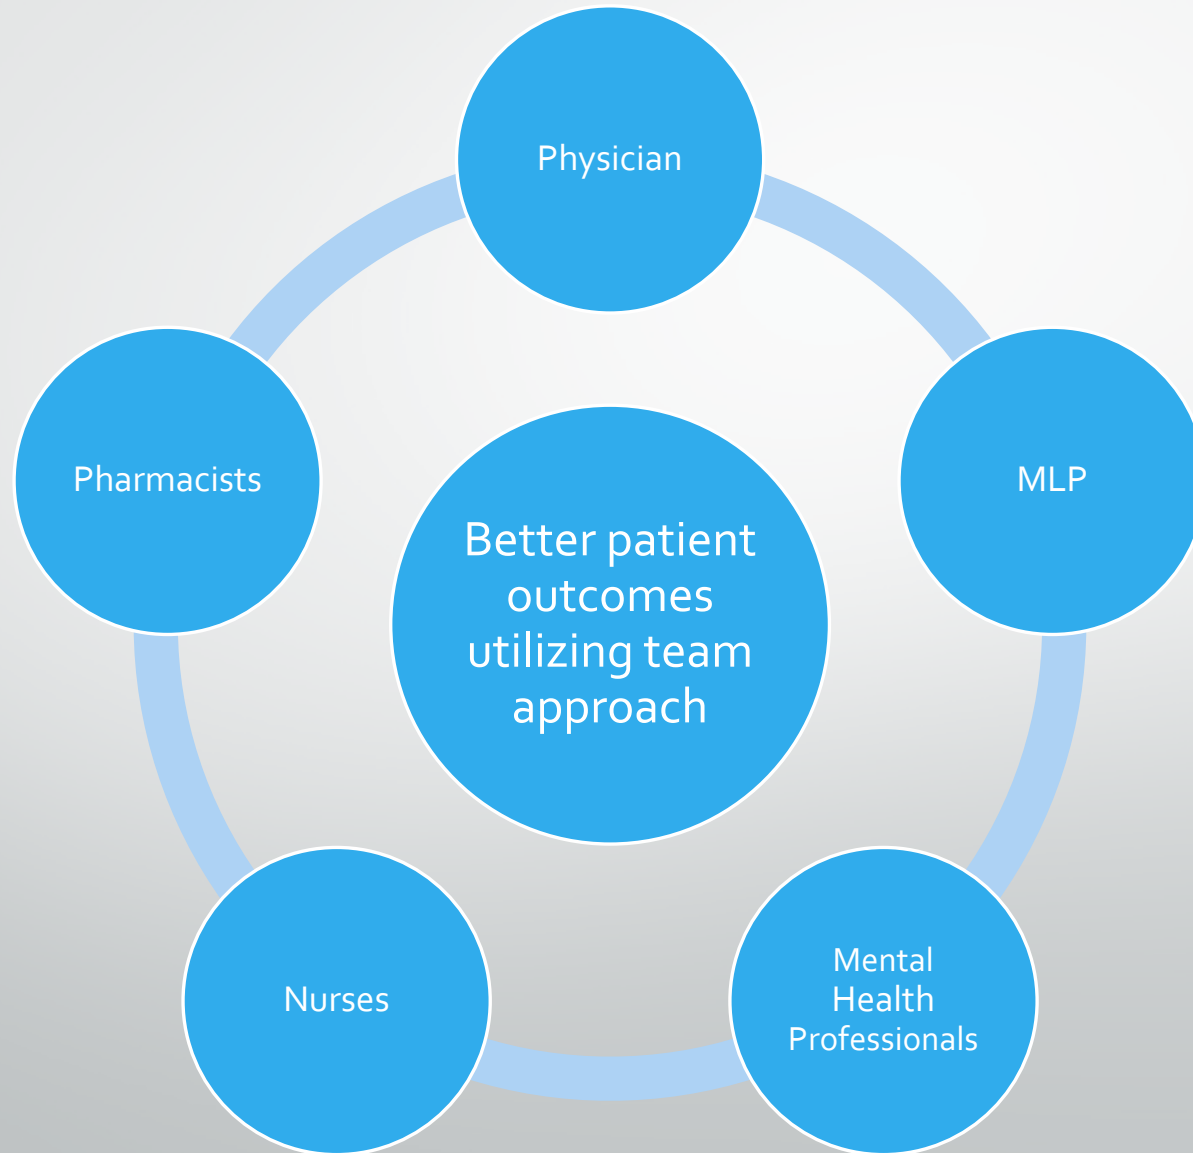 Physician
Pharmacists
MLP
Better patient
outcomes
utilizing team
approach
Nurses
Mental
Health
Professionals